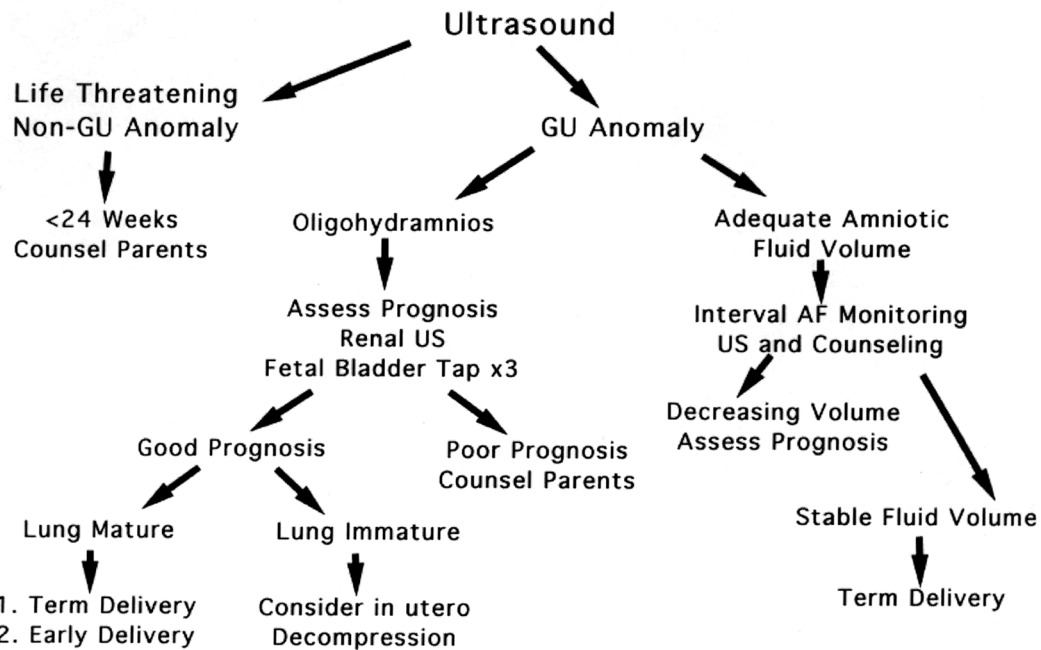 Ultrasound
Life Threatening
Non-GU Anomaly
GU Anomaly
<24 Weeks
Counsel Parents
Oligohydramnios
Adequate Amniotic
Fluid Volume
Assess Prognosis
Renal US
Fetal Bladder Tap x3
Interval AF Monitoring
US and Counseling
Decreasing Volume
Assess Prognosis
Good Prognosis
Poor Prognosis
Counsel Parents
Lung Mature
Lung Immature
Stable Fluid Volume
1. Term Delivery
2. Early Delivery
Consider in utero
Decompression
Term Delivery